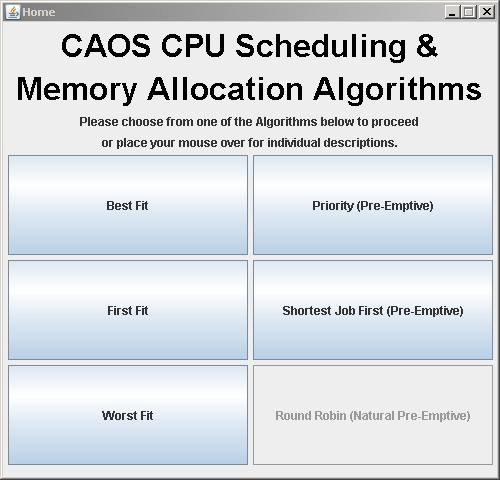 Home
CAOS CPU Scheduling &
Memory Allocation Algorithms
Please choose from one of the Algorithms below to proceed
or place your mouse over for individual descriptions.
Best Fit
Priority (Pre-Emptive)
First Fit
Shortest Job First (Pre-Emptive)
Worst Fit
Round Robin (Natural Pre-Emptive)